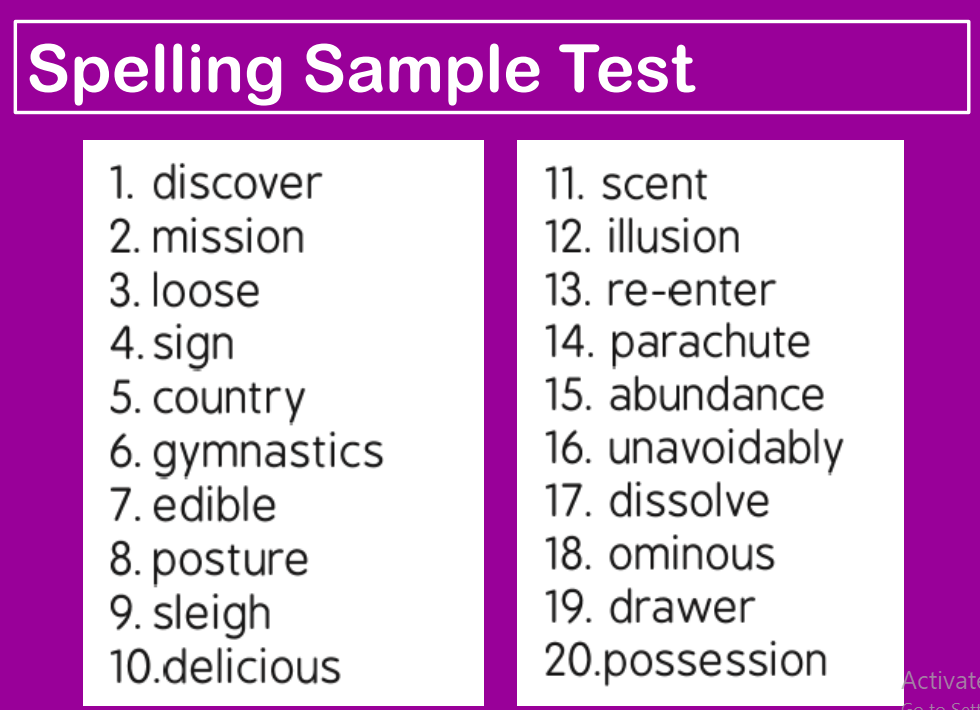 Spelling Sample Test
1. discover
2. mission
3. loose
4. sign
5. country
6. gymnastics
7. edible
8. posture
9. sleigh
10.delicious
11. scent
12. illusion
13. re-enter
14. parachute
15. abundance
16. unavoidably
17. dissolve
18. ominous
19. drawer
20.possession
Activate
Go to